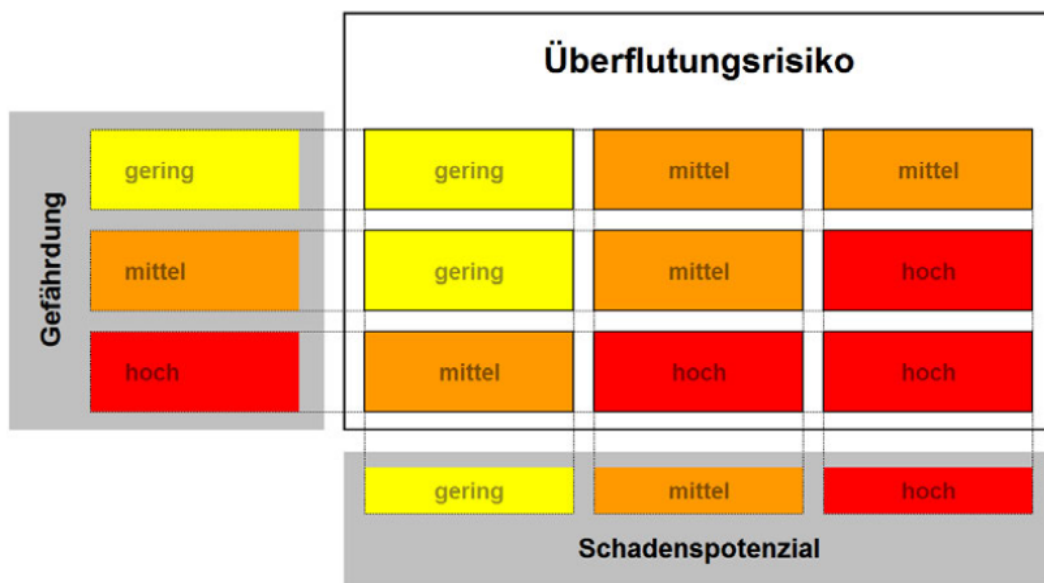 Überflutungsrisiko
Gefährdung
gering gering mittel mittel
mittel gering mittel hoch
hoch mittel hoch hoch
gering mittel hoch
Schadenspotenzial